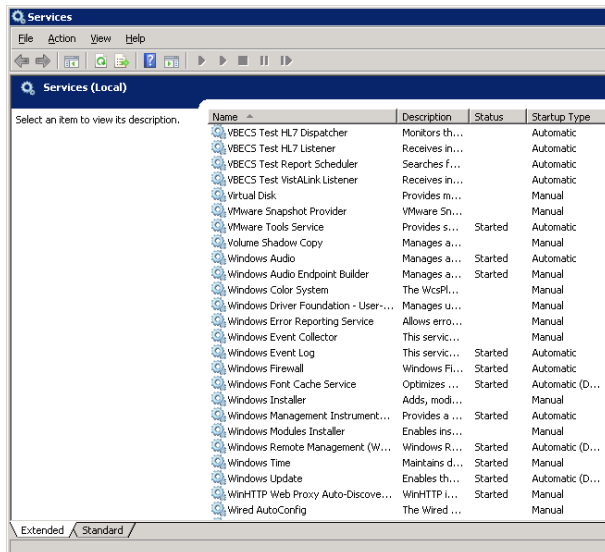 Services
File Action View Help
Services (Local)
Select an item to view its description.
Name Description Status Startup Type
VBECS Test HL7 Dispatcher Monitors th... Automatic
VBECS Test HL7 Listener Receives in... Automatic
VBECS Test Report Scheduler Searches f... Automatic
VBECS Test VistALink Listener Receives in... Automatic
Virtual Disk Provides m... Manual
VMware Snapshot Provider VMware Sn... Manual
VMware Tools Service Provides s... Started Automatic
Volume Shadow Copy Manages a... Manual
Windows Audio Manages a... Started Automatic
Windows Audio Endpoint Builder Manages a... Started Manual
Windows Color System The WcsPl... Manual
Windows Driver Foundation - User-... Manages u... Manual
Windows Error Reporting Service Allows erro... Manual
Windows Event Collector This servic... Manual
Windows Event Log This servic... Started Automatic
Windows Firewall Windows Fi... Started Automatic
Windows Font Cache Service Optimizes ... Started Automatic (D...
Windows Installer Adds, modi... Manual
Windows Management Instrument... Provides a ... Started Automatic
Windows Modules Installer Enables ins... Manual
Windows Remote Management (W... Windows R... Started Automatic (D...
Windows Time Maintains d... Started Manual
Windows Update Enables th... Started Automatic (D...
WinHTTP Web Proxy Auto-Discove... WinHTTP i... Started Manual
Wired AutoConfig The Wired ... Manual
Extended Standard